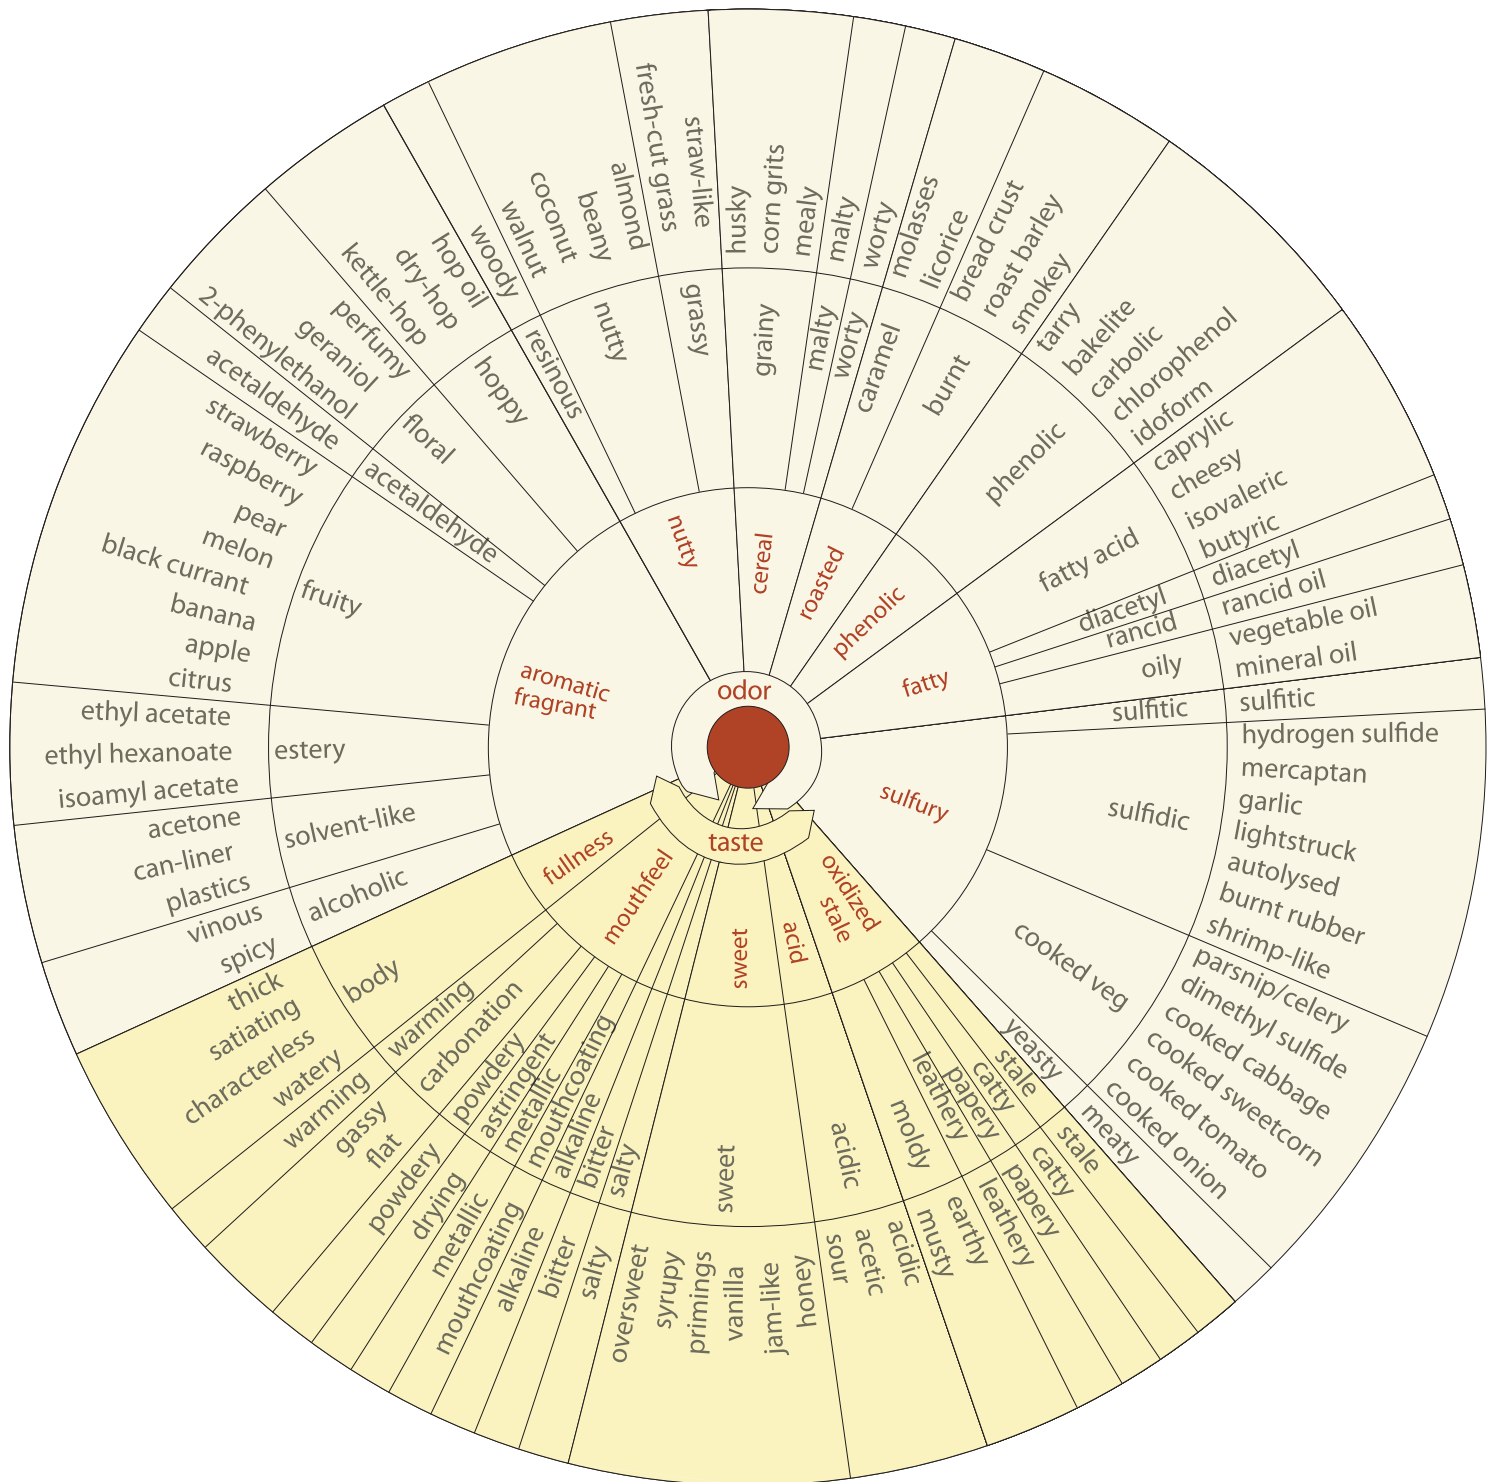 odor
taste
aromatic
fragrant
nutty
cereal
roasted
phenolic
fatty
sulfury
oxidized
stale
acid
sweet
mouthfeel
fullness
alcoholic
solvent-like
estery
fruity
acetaldehyde
floral
hoppy
resinous
nutty
grassy
grainy
malty
worty
caramel
burnt
phenolic
fatty acid
diacetyl
rancid
oily
sulfitic
sulfidic
cooked veg
yeasty
stale
catty
papery
leathery
moldy
acidic
sweet
salty
bitter
alkaline
mouthcoating
metallic
astringent
powdery
carbonation
warming
body
spicy
vinous
plastics
can-liner
acetone
isoamyl acetate
ethyl hexanoate
ethyl acetate
citrus
apple
banana
black currant
melon
pear
raspberry
strawberry
acetaldehyde
2-phenylethanol
geraniol
perfumy
kettle-hop
dry-hop
hop oil
woody
walnut
coconut
beany
almond
fresh-cut grass
straw-like
husky
corn grits
mealy
malty
worty
molasses
licorice
bread crust
roast barley
smokey
tarry
bakelite
carbolic
chlorophenol
idoform
caprylic
cheesy
isovaleric
butyric
diacetyl
rancid oil
vegetable oil
mineral oil
sulfitic
hydrogen sulfide
mercaptan
garlic
lightstruck
autolysed
burnt rubber
shrimp-like
parsnip/celery
dimethyl sulfide
cooked cabbage
cooked sweetcorn
cooked tomato
cooked onion
meaty
stale
catty
papery
leathery
earthy
musty
acidic
acetic
sour
honey
jam-like
vanilla
primings
syrupy
oversweet
salty
bitter
alkaline
mouthcoating
metallic
drying
powdery
flat
gassy
warming
watery
characterless
satiating
thick